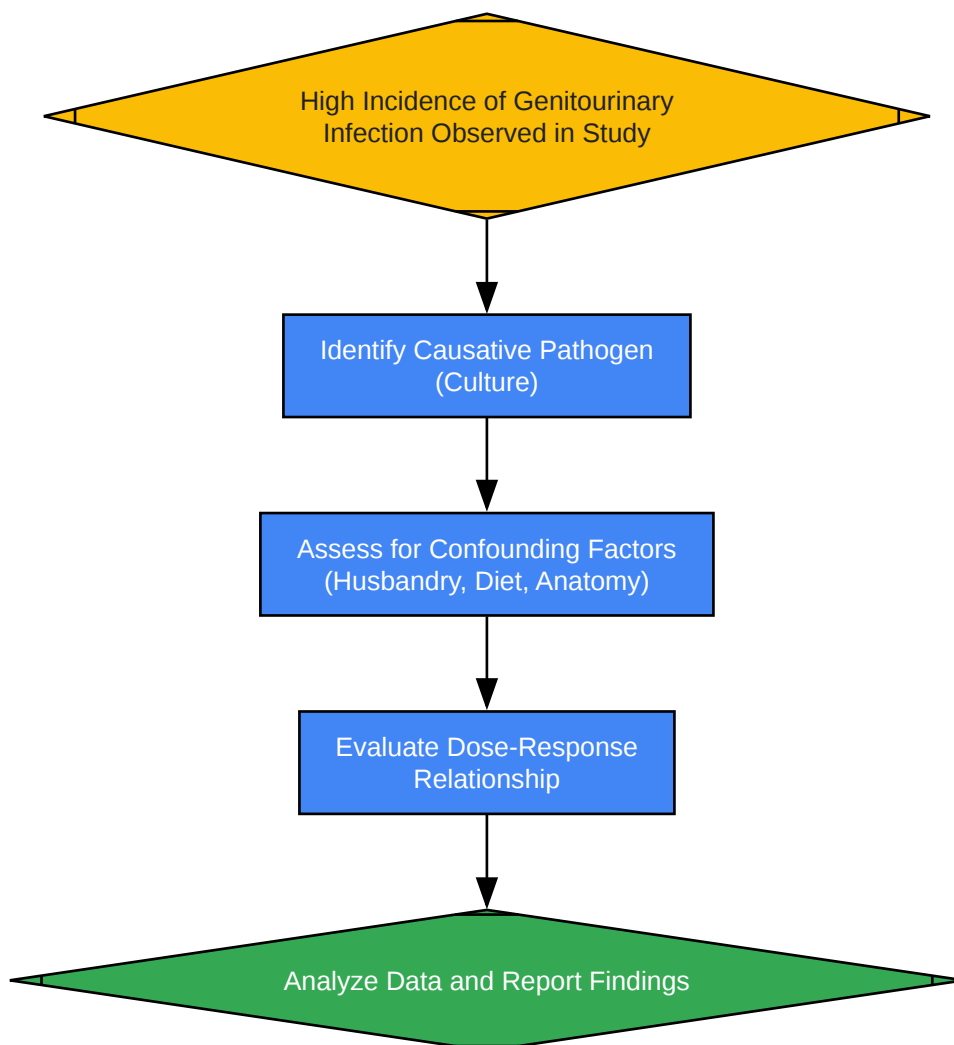 High Incidence of Genitourinary
Infection Observed in Study
Identify Causative Pathogen
(Culture)
Assess for Confounding Factors
(Husbandry, Diet, Anatomy)
Evaluate Dose-Response
Relationship
Analyze Data and Report Findings